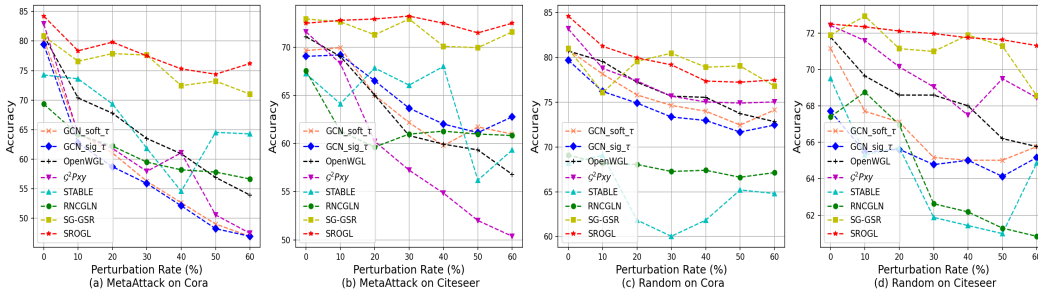 Accuracy
85
80
75
70
65
60
55
50
GCN_soft_τ
GCN_sig_τ
OpenWGL
g²Pxy
STABLE
RNCGLN
SG-GSR
SROGL
0 10 20 30 40 50 60
Perturbation Rate (%)
(a) MetaAttack on Cora
Accuracy
70
65
60
55
50
GCN_soft_τ
GCN_sig_τ
OpenWGL
g²Pxy
STABLE
RNCGLN
SG-GSR
SROGL
0 10 20 30 40 50 60
Perturbation Rate (%)
(b) MetaAttack on Citeseer
Accuracy
85
80
75
70
65
60
GCN_soft_τ
GCN_sig_τ
OpenWGL
g²Pxy
STABLE
RNCGLN
SG-GSR
SROGL
0 10 20 30 40 50 60
Perturbation Rate (%)
(c) Random on Cora
Accuracy
72
70
68
66
64
62
GCN_soft_τ
GCN_sig_τ
OpenWGL
g²Pxy
STABLE
RNCGLN
SG-GSR
SROGL
0 10 20 30 40 50 60
Perturbation Rate (%)
(d) Random on Citeseer